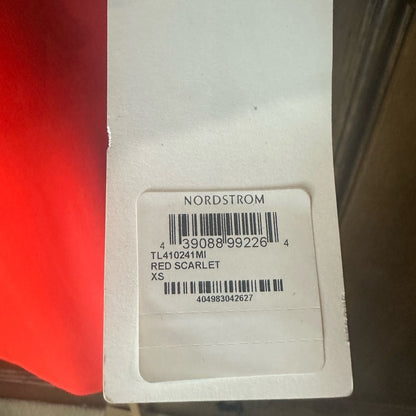 NORDSTROM
4 39088 99226 4
TL410241MI
RED SCARLET
XS
404983042627